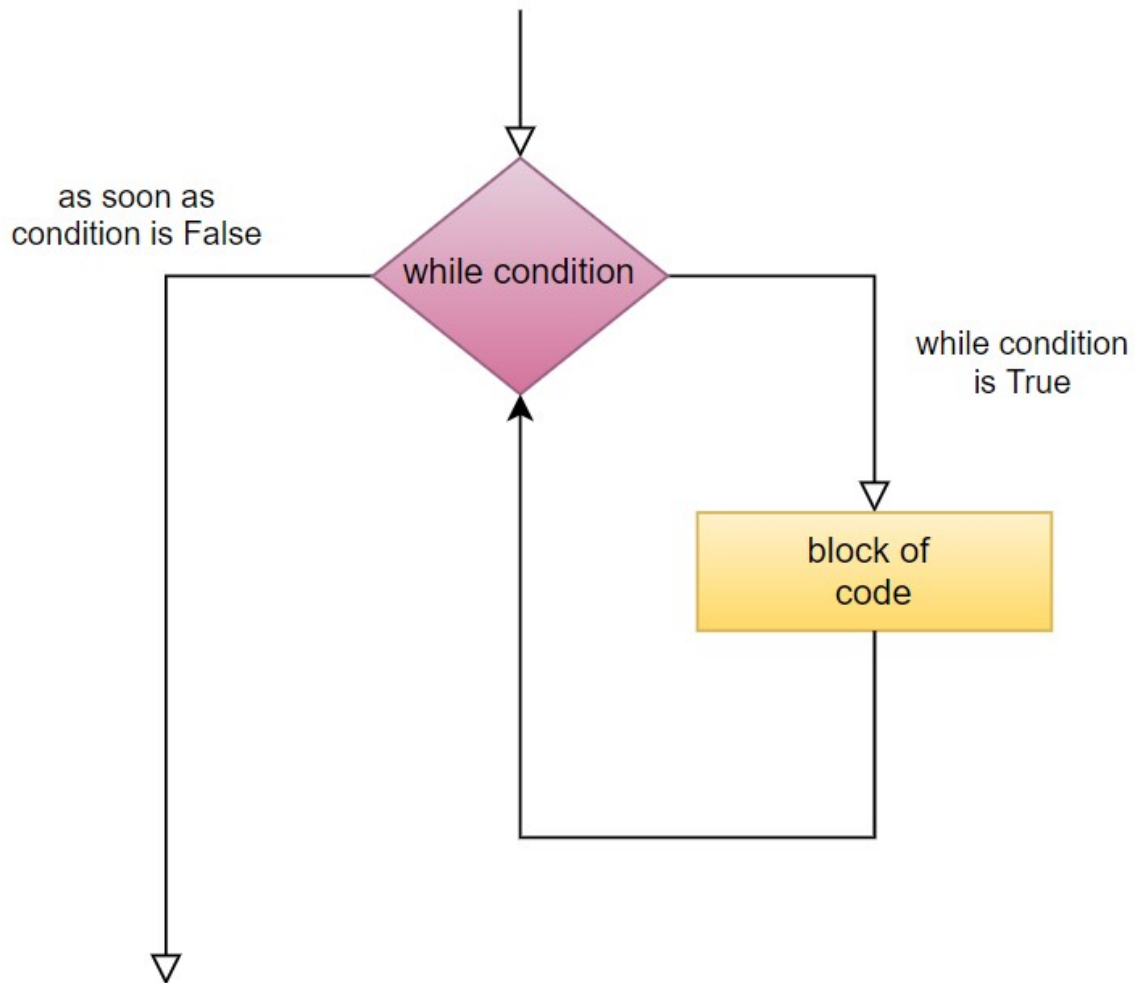 as soon as
condition is False
while condition
while condition
is True
block of
code